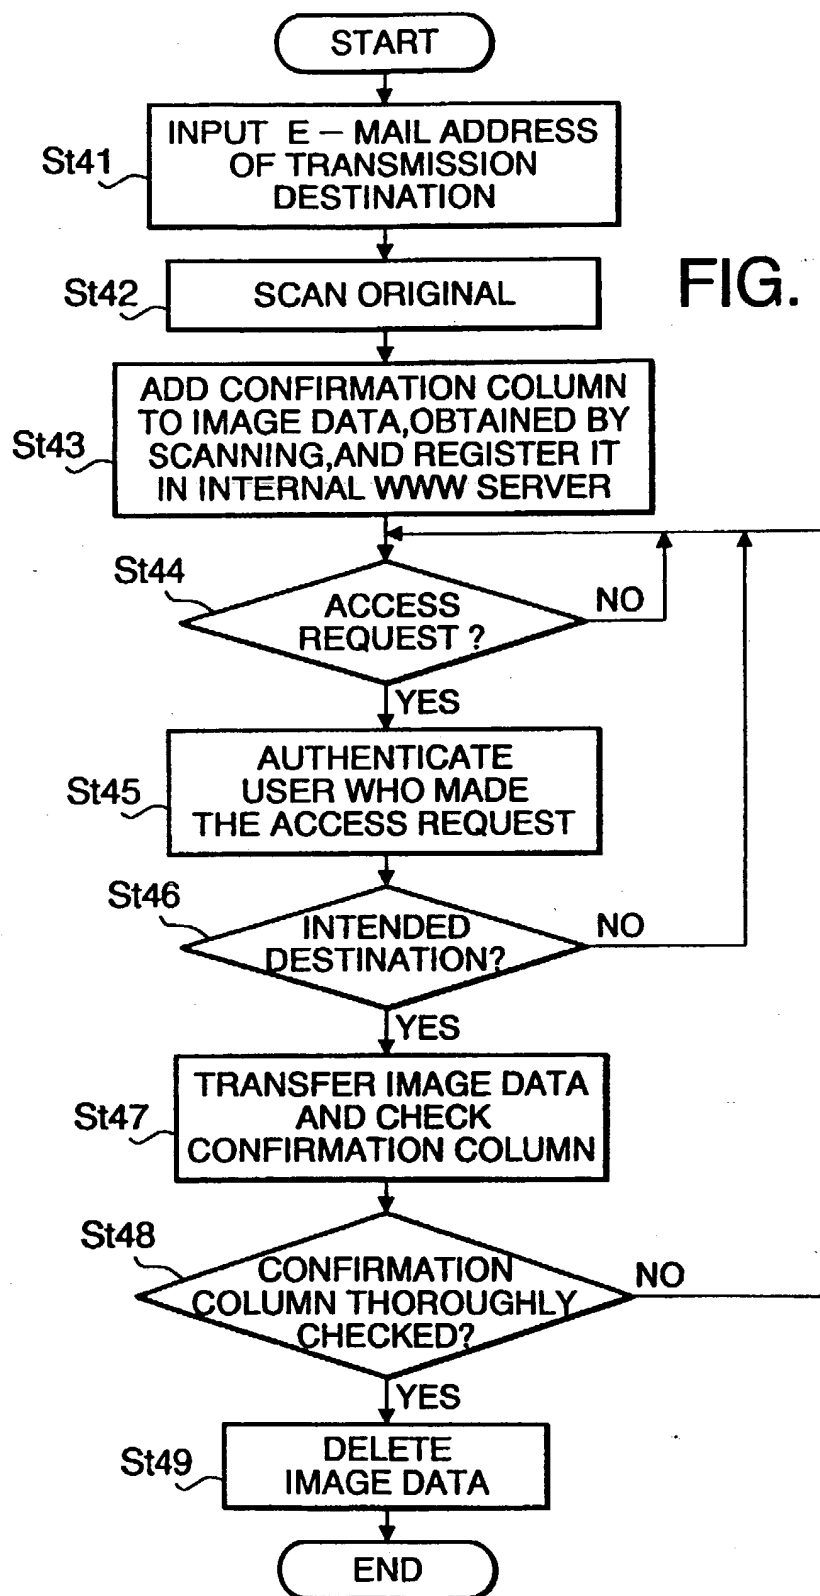 START
St41
INPUT E-MAIL ADDRESS
OF TRANSMISSION
DESTINATION
St42
SCAN ORIGINAL
FIG.
St43
ADD CONFIRMATION COLUMN
TO IMAGE DATA,OBTAINED BY
SCANNING,AND REGISTER IT
IN INTERNAL WWW SERVER
St44
ACCESS
REQUEST ?
NO
YES
St45
AUTHENTICATE
USER WHO MADE
THE ACCESS REQUEST
St46
INTENDED
DESTINATION?
NO
YES
St47
TRANSFER IMAGE DATA
AND CHECK
CONFIRMATION COLUMN
St48
CONFIRMATION
COLUMN THOROUGHLY
CHECKED?
NO
YES
St49
DELETE
IMAGE DATA
END